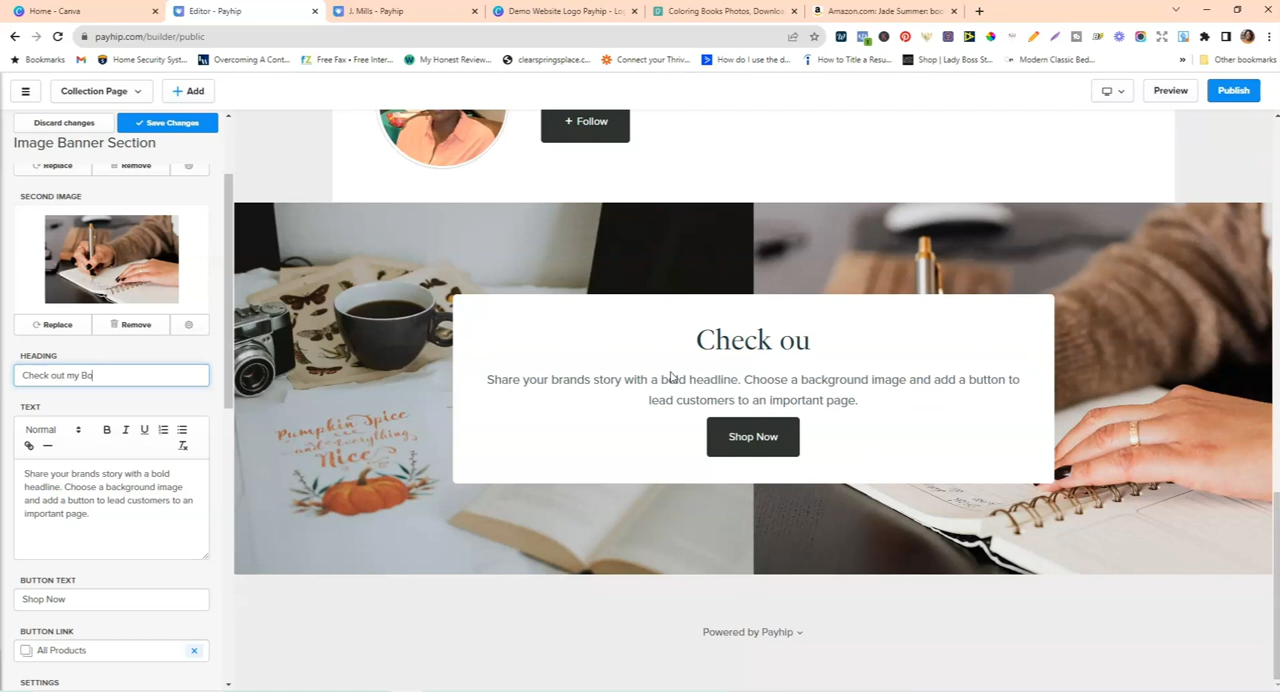 Home - Canva
Editor - Payhip
J. Mills - Payhip
Demo Website Logo Payhip - Lo
Coloring Books Photos, Downloa
Amazon.com: Jade Summer: boo
payhip.com/builder/public
Bookmarks
Home Security Syst...
Overcoming A Cont...
Free Fax • Free Inter...
My Honest Review...
clearspringsplace.c...
Connect your Thriv...
How do I use the d...
How to Title a Resu...
Shop | Lady Boss St...
Modern Classic Bed...
»
Other bookmarks
Collection Page
+ Add
Preview
Publish
Discard changes
Save Changes
Image Banner Section
Replace
Remove
SECOND IMAGE
Replace
Remove
HEADING
Check out my Bo
TEXT
Normal
B I U
Share your brands story with a bold
headline. Choose a background image
and add a button to lead customers to an
important page.
BUTTON TEXT
Shop Now
BUTTON LINK
All Products
SETTINGS
+ Follow
Pumpkin Spice
and everything
Nice
Check ou
Share your brands story with a bold headline. Choose a background image and add a button to
lead customers to an important page.
Shop Now
Powered by Payhip